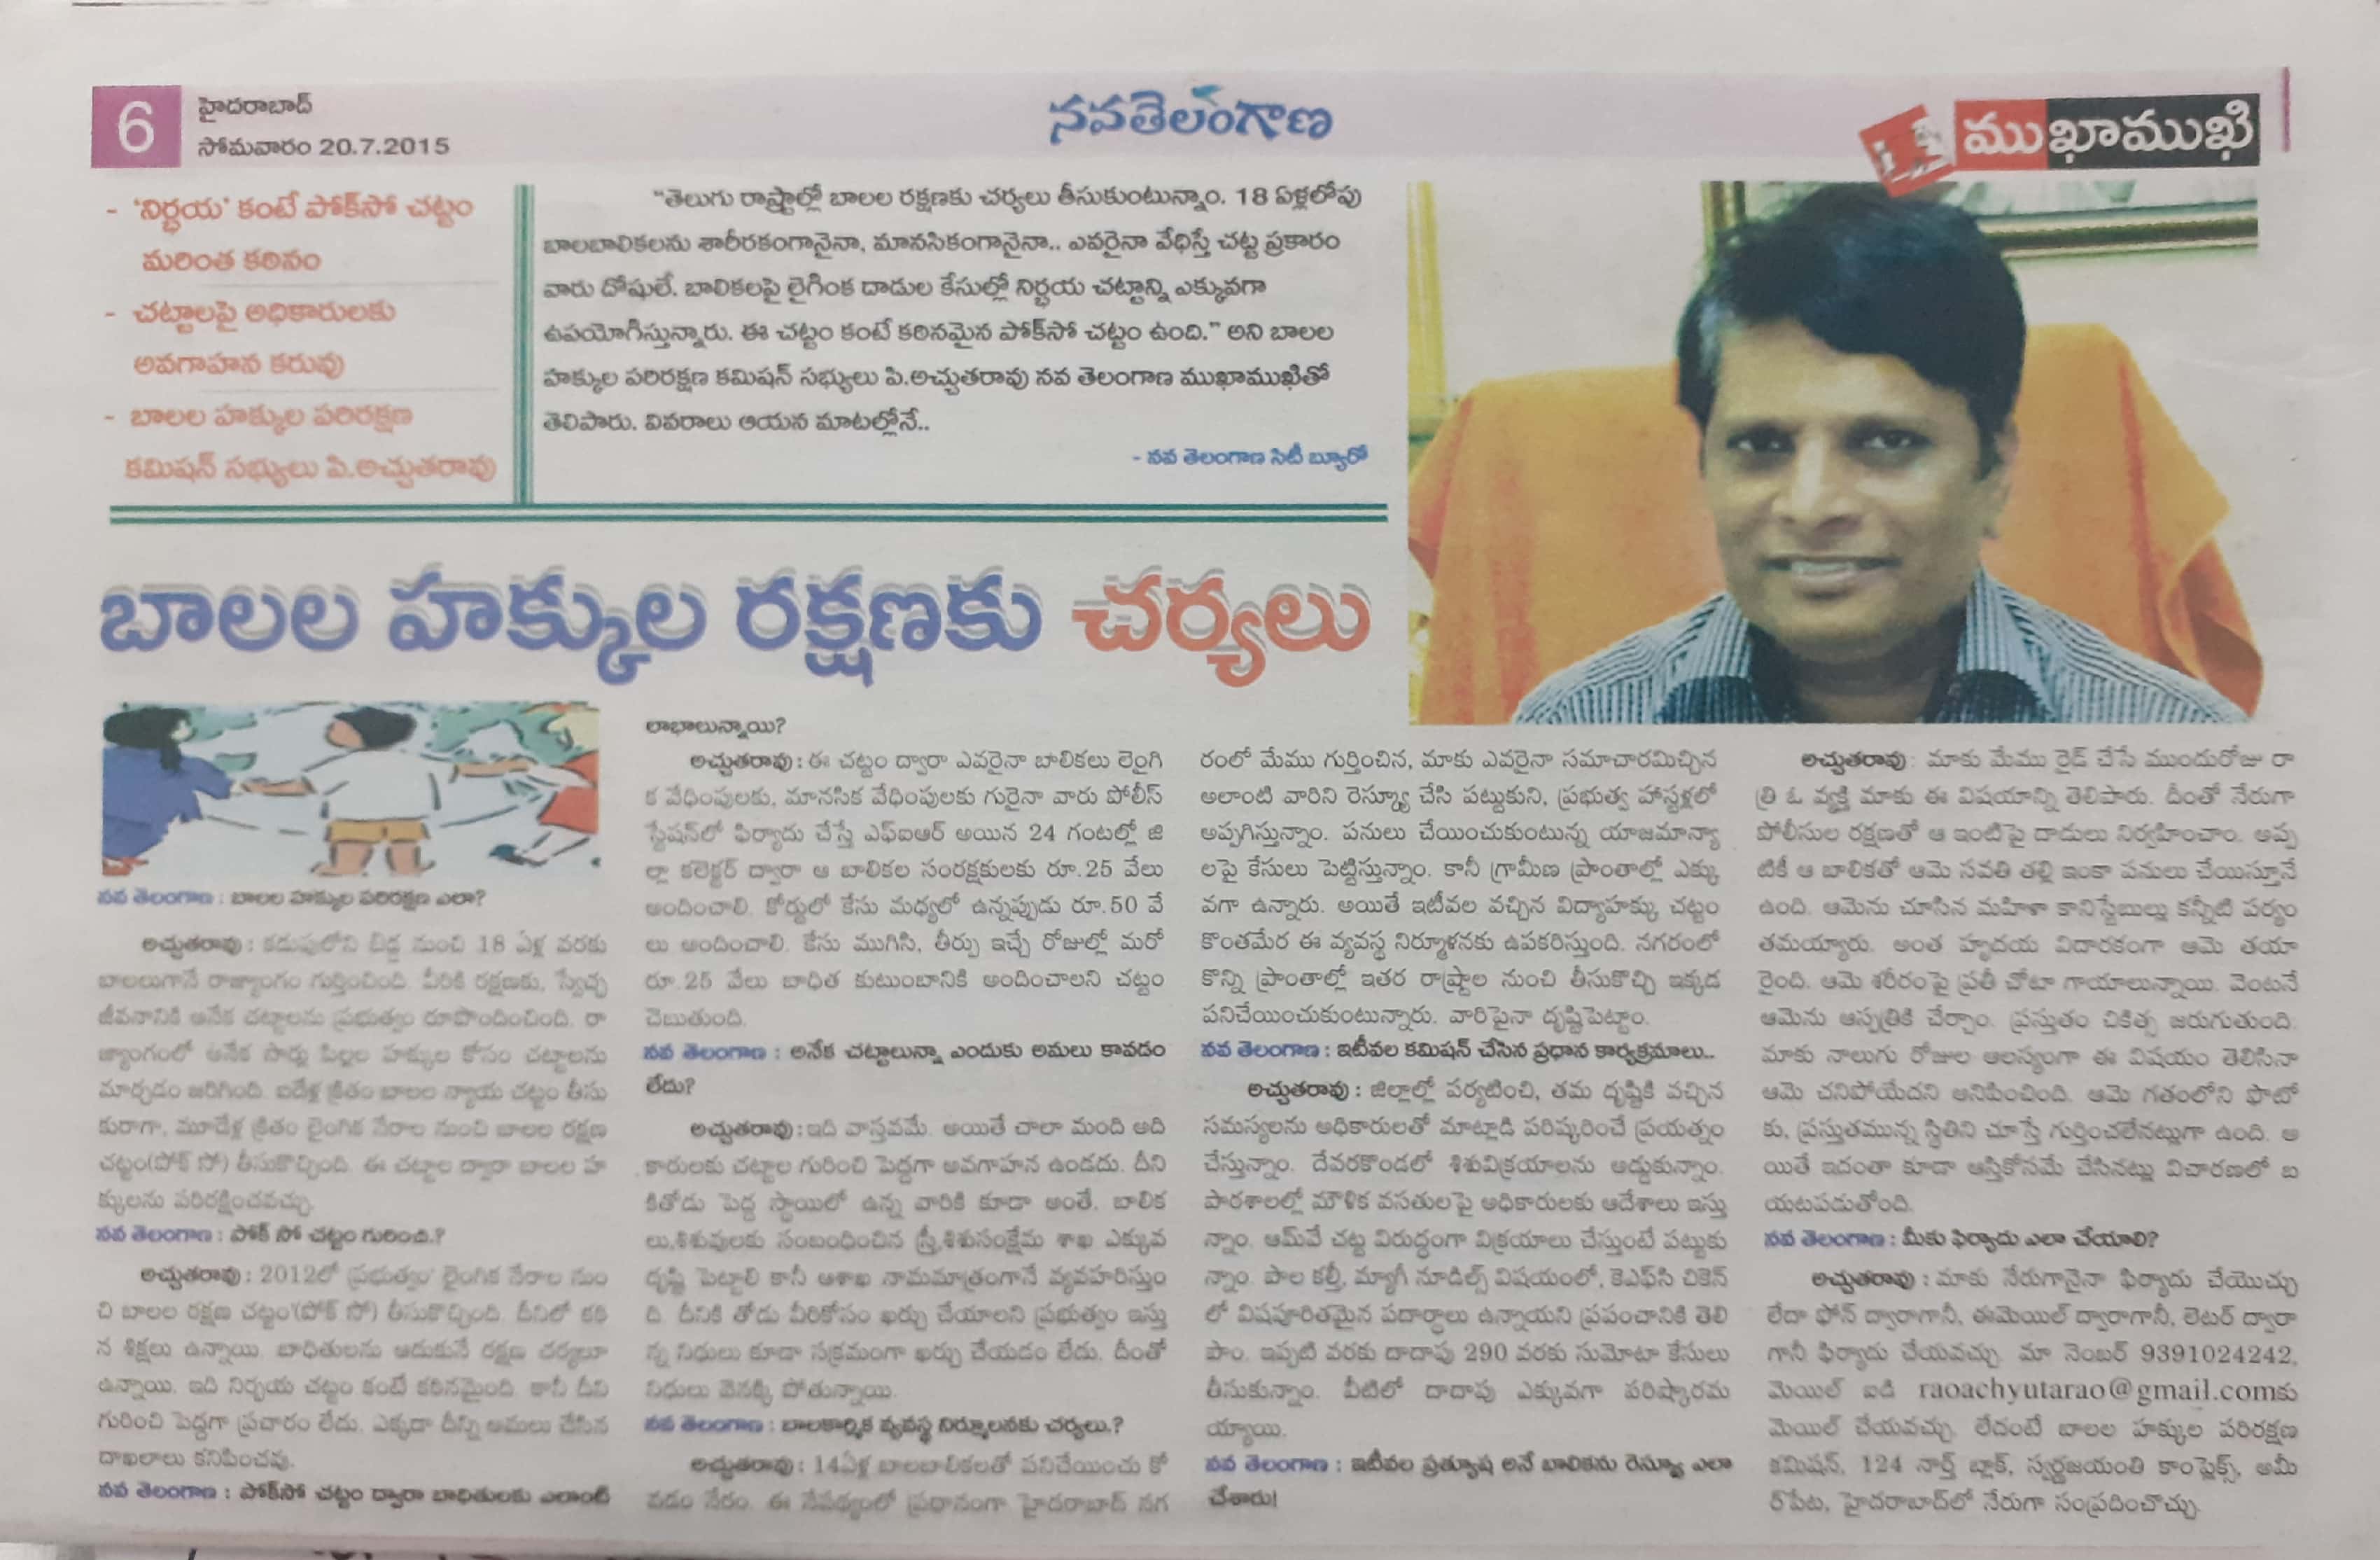 6
హైదరాబాద్
సోమవారం 20.7.2015
నవతెలంగాణ
ముఖాముఖి
- 'నిర్భయ' కంటే పోక్‌సో చట్టం
మరింత కఠినం
- చట్టాలపై అధికారులకు
అవగాహన కరువు
- బాలల హక్కుల పరిరక్షణ
కమిషన్ సభ్యులు పి.అచ్చుతరావు
"తెలుగు రాష్ట్రాల్లో బాలల రక్షణకు చర్యలు తీసుకుంటున్నాం. 18 ఏళ్లలోపు
బాలబాలికలను శారీరకంగానైనా, మానసికంగానైనా.. ఎవరైనా వేధిస్తే చట్ట ప్రకారం
వారు దోషులే. బాలికలపై లైగింక దాడుల కేసుల్లో నిర్భయ చట్టాన్ని ఎక్కువగా
ఉపయోగిస్తున్నారు. ఈ చట్టం కంటే కఠినమైన పోక్‌సో చట్టం ఉంది." అని బాలల
హక్కుల పరిరక్షణ కమిషన్ సభ్యులు పి.అచ్చుతరావు నవ తెలంగాణ ముఖాముఖితో
తెలిపారు. వివరాలు ఆయన మాటల్లోనే..
- నవ తెలంగాణ సిటీ బ్యూరో
బాలల హక్కుల రక్షణకు చర్యలు
నవ తెలంగాణ : బాలల హక్కుల పరిరక్షణ ఎలా?
అచ్చుతరావు : కడుపులోని బిడ్డ నుంచి 18 ఏళ్ల వరకు
బాలలుగానే రాజ్యాంగం గుర్తించింది. వీరికి రక్షణకు, స్వేచ్ఛ
జీవనానికి అనేక చట్టాలను ప్రభుత్వం రూపొందించింది. రా
జ్యాంగంలో అనేక సార్లు పిల్లల హక్కుల కోసం చట్టాలను
మార్చడం జరిగింది. ఐదేళ్ల క్రితం బాలల న్యాయ చట్టం తీసు
కురాగా, మూడేళ్ల క్రితం లైంగిక నేరాల నుంచి బాలల రక్షణ
చట్టం(పోక్ సో) తీసుకొచ్చింది. ఈ చట్టాల ద్వారా బాలల హ
క్కులను పరిరక్షించవచ్చు.
నవ తెలంగాణ : పోక్ సో చట్టం గురించి.?
అచ్చుతరావు : 2012లో ప్రభుత్వం లైంగిక నేరాల నుం
చి బాలల రక్షణ చట్టం(పోక్ సో) తీసుకొచ్చింది. దీనిలో కఠి
న శిక్షలు ఉన్నాయి. బాధితులను ఆదుకునే రక్షణ చర్యలూ
ఉన్నాయి. ఇది నిర్భయ చట్టం కంటే కఠినమైంది. కానీ దీని
గురించి పెద్దగా ప్రచారం లేదు. ఎక్కడా దీన్ని అమలు చేసిన
దాఖలాలు కనిపించవు.
నవ తెలంగాణ : పోక్‌సో చట్టం ద్వారా బాధితులకు ఎలాంటి
లాభాలున్నాయి?
అచ్చుతరావు : ఈ చట్టం ద్వారా ఎవరైనా బాలికలు లైంగి
క వేధింపులకు, మానసిక వేధింపులకు గురైనా వారు పోలీస్
స్టేషన్‌లో ఫిర్యాదు చేస్తే ఎఫ్‌ఐఆర్ అయిన 24 గంటల్లో జి
ల్లా కలెక్టర్ ద్వారా ఆ బాలికల సంరక్షకులకు రూ.25 వేలు
అందించాలి. కోర్టులో కేసు మధ్యలో ఉన్నప్పుడు రూ.50 వే
లు అందించాలి. కేసు ముగిసి, తీర్పు ఇచ్చే రోజుల్లో మరో
రూ.25 వేలు బాధిత కుటుంబానికి అందించాలని చట్టం
చెబుతుంది.
నవ తెలంగాణ : అనేక చట్టాలున్నా ఎందుకు అమలు కావడం
లేదు?
అచ్చుతరావు : ఇది వాస్తవమే. అయితే చాలా మంది అది
కారులకు చట్టాల గురించి పెద్దగా అవగాహన ఉండదు. దీని
కితోడు పెద్ద స్థాయిలో ఉన్న వారికి కూడా అంతే. బాలిక
లు,శిశువులకు సంబంధించిన స్త్రీ,శిశుసంక్షేమ శాఖ ఎక్కువ
దృష్టి పెట్టాలి కానీ ఆశాఖ నామమాత్రంగానే వ్యవహరిస్తుం
ది. దీనికి తోడు వీరికోసం ఖర్చు చేయాలని ప్రభుత్వం ఇస్తు
న్న నిధులు కూడా సక్రమంగా ఖర్చు చేయడం లేదు. దీంతో
నిధులు వెనక్కి పోతున్నాయి.
నవ తెలంగాణ : బాలకార్మిక వ్యవస్థ నిర్మూలనకు చర్యలు.?
అచ్చుతరావు : 14ఏళ్ల బాలబాలికలతో పనిచేయించు కో
వడం నేరం. ఈ నేపథ్యంలో ప్రధానంగా హైదరాబాద్ నగ
రంలో మేము గుర్తించిన, మాకు ఎవరైనా సమాచారమిచ్చిన
అలాంటి వారిని రెస్క్యూ చేసి పట్టుకుని, ప్రభుత్వ హాస్టళ్లలో
అప్పగిస్తున్నాం. పనులు చేయించుకుంటున్న యాజమాన్యా
లపై కేసులు పెట్టిస్తున్నాం. కానీ గ్రామీణ ప్రాంతాల్లో ఎక్కు
వగా ఉన్నారు. అయితే ఇటీవల వచ్చిన విద్యాహక్కు చట్టం
కొంతమేర ఈ వ్యవస్థ నిర్మూళనకు ఉపకరిస్తుంది. నగరంలో
కొన్ని ప్రాంతాల్లో ఇతర రాష్ట్రాల నుంచి తీసుకొచ్చి ఇక్కడ
పనిచేయించుకుంటున్నారు. వారిపైనా దృష్టిపెట్టాం.
నవ తెలంగాణ : ఇటీవల కమిషన్ చేసిన ప్రధాన కార్యక్రమాలు..
అచ్చుతరావు : జిల్లాల్లో పర్యటించి, తమ దృష్టికి వచ్చిన
సమస్యలను అధికారులతో మాట్లాడి పరిష్కరించే ప్రయత్నం
చేస్తున్నాం. దేవరకొండలో శిశువిక్రయాలను అడ్డుకున్నాం.
పాఠశాలల్లో మౌళిక వసతులపై అధికారులకు ఆదేశాలు ఇస్తు
న్నాం. ఆమ్‌వే చట్ట విరుద్ధంగా విక్రయాలు చేస్తుంటే పట్టుకు
న్నాం. పాల కల్తీ, మ్యాగీ నూడిల్స్ విషయంలో, కెఎఫ్‌సి చికెన్
లో విషపూరితమైన పదార్థాలు ఉన్నాయని ప్రపంచానికి తెలి
పాం. ఇప్పటి వరకు దాదాపు 290 వరకు సుమోటా కేసులు
తీసుకున్నాం. వీటిలో దాదాపు ఎక్కువగా పరిష్కారమ
య్యాయి.
నవ తెలంగాణ : ఇటీవల ప్రత్యూష అనే బాలికను రెస్క్యూ ఎలా
చేశారు!
అచ్చుతరావు : మాకు మేము రైడ్ చేసే ముందురోజు రా
త్రి ఓ వ్యక్తి మాకు ఈ విషయాన్ని తెలిపారు. దీంతో నేరుగా
పోలీసుల రక్షణతో ఆ ఇంటిపై దాడులు నిర్వహించాం. అప్ప
టికీ ఆ బాలికతో ఆమె సవతి తల్లి ఇంకా పనులు చేయిస్తూనే
ఉంది. ఆమెను చూసిన మహిళా కానిస్టేబుల్లు కన్నీటి పర్యం
తమయ్యారు. అంత హృదయ విదారకంగా ఆమె తయా
రైంది. ఆమె శరీరంపై ప్రతీ చోటా గాయాలున్నాయి. వెంటనే
ఆమెను ఆస్పత్రికి చేర్చాం. ప్రస్తుతం చికిత్స జరుగుతుంది.
మాకు నాలుగు రోజుల ఆలస్యంగా ఈ విషయం తెలిసినా
ఆమె చనిపోయేదని అనిపించింది. ఆమె గతంలోని ఫొటో
కు, ప్రస్తుతమున్న స్థితిని చూస్తే గుర్తించలేనట్లుగా ఉంది. అ
యితే ఇదంతా కూడా ఆస్తికోసమే చేసినట్లు విచారణలో బ
యటపడుతోంది.
నవ తెలంగాణ : మీకు ఫిర్యాదు ఎలా చేయాలి?
అచ్చుతరావు : మాకు నేరుగానైనా ఫిర్యాదు చేయొచ్చు
లేదా ఫోన్ ద్వారాగానీ, ఈమెయిల్ ద్వారాగానీ, లెటర్ ద్వారా
గానీ ఫిర్యాదు చేయవచ్చు. మా నెంబర్ 9391024242,
మెయిల్ ఐడి raoachyutarao@gmail.comకు
మెయిల్ చేయవచ్చు. లేదంటే బాలల హక్కుల పరిరక్షణ
కమిషన్, 124 నార్త్ బ్లాక్, స్వర్ణజయంతి కాంప్లెక్స్, అమీ
ర్‌పేట, హైదరాబాద్‌లో నేరుగా సంప్రదించొచ్చు.